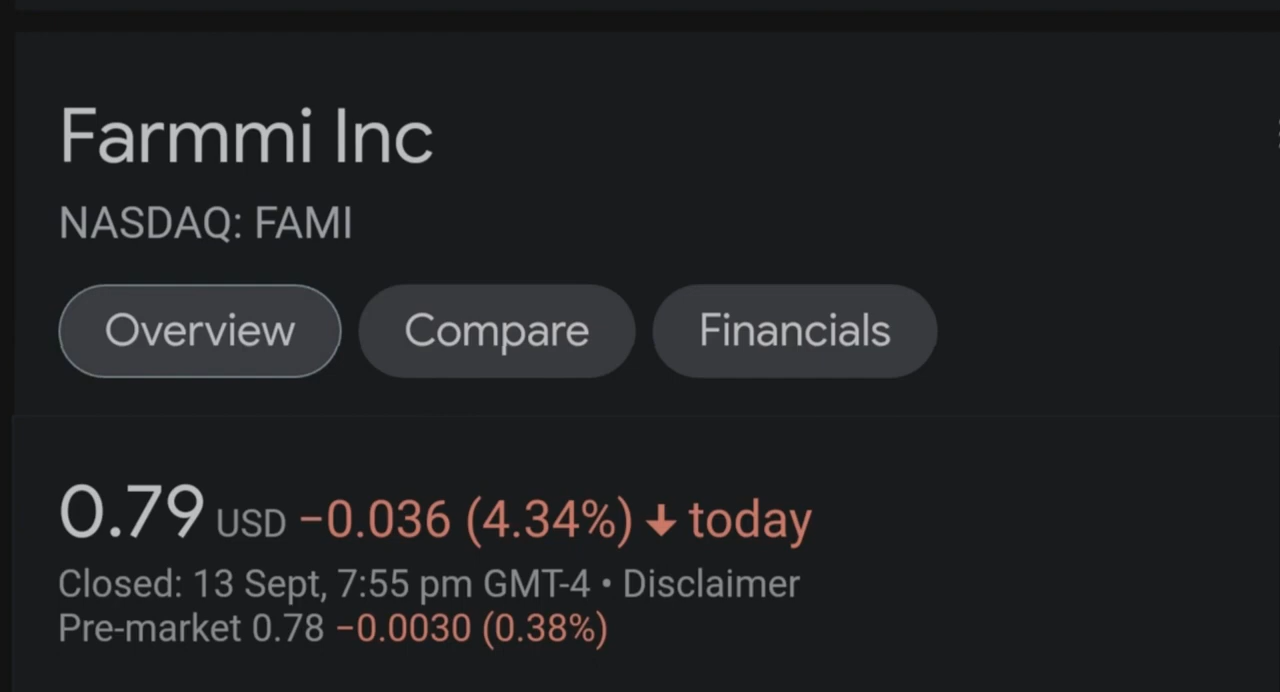 Farmmi Inc
NASDAQ: FAMI
Overview Compare Financials
0.79 USD −0.036 (4.34%) ↓ today
Closed: 13 Sept, 7:55 pm GMT-4 • Disclaimer
Pre-market 0.78 −0.0030 (0.38%)